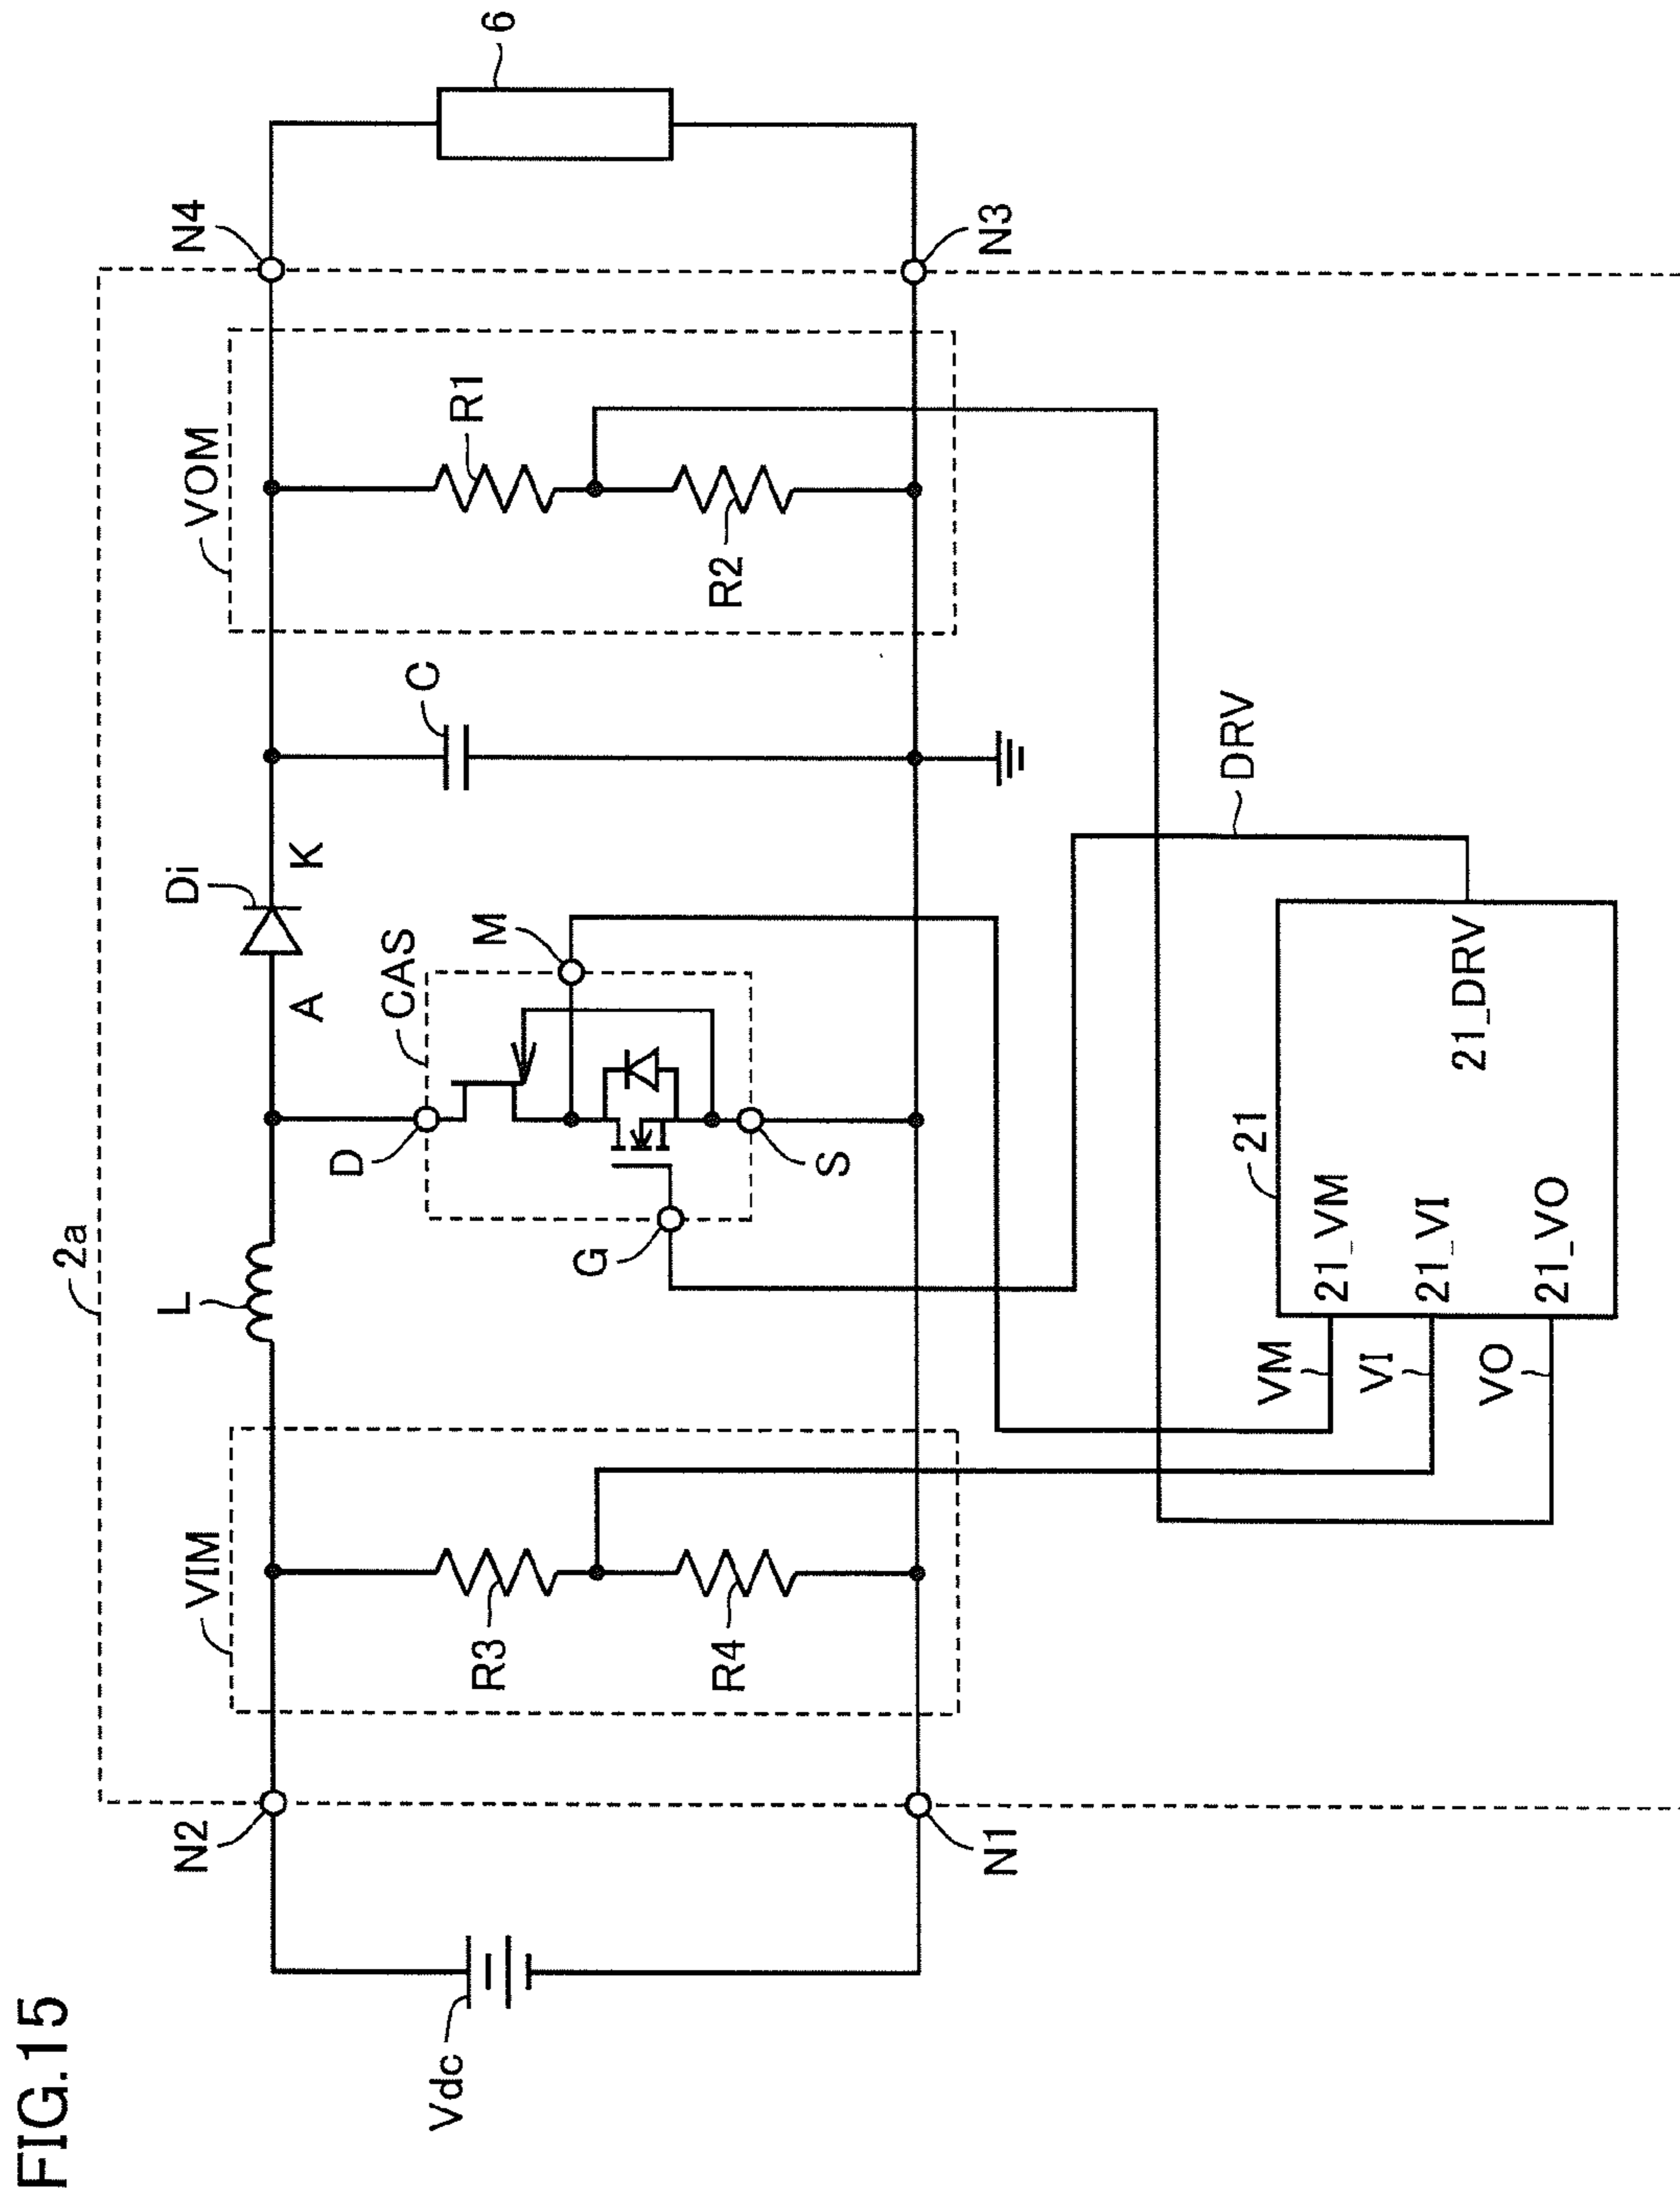 FIG.15
2a
Vdc
N2
N1
VIM
R3
R4
L
D
G
S
CAS
M
A
Di
K
C
VOM
R1
R2
N4
N3
6
DRV
21
VM
VI
VO
21_VM
21_VI
21_VO
21_DRV